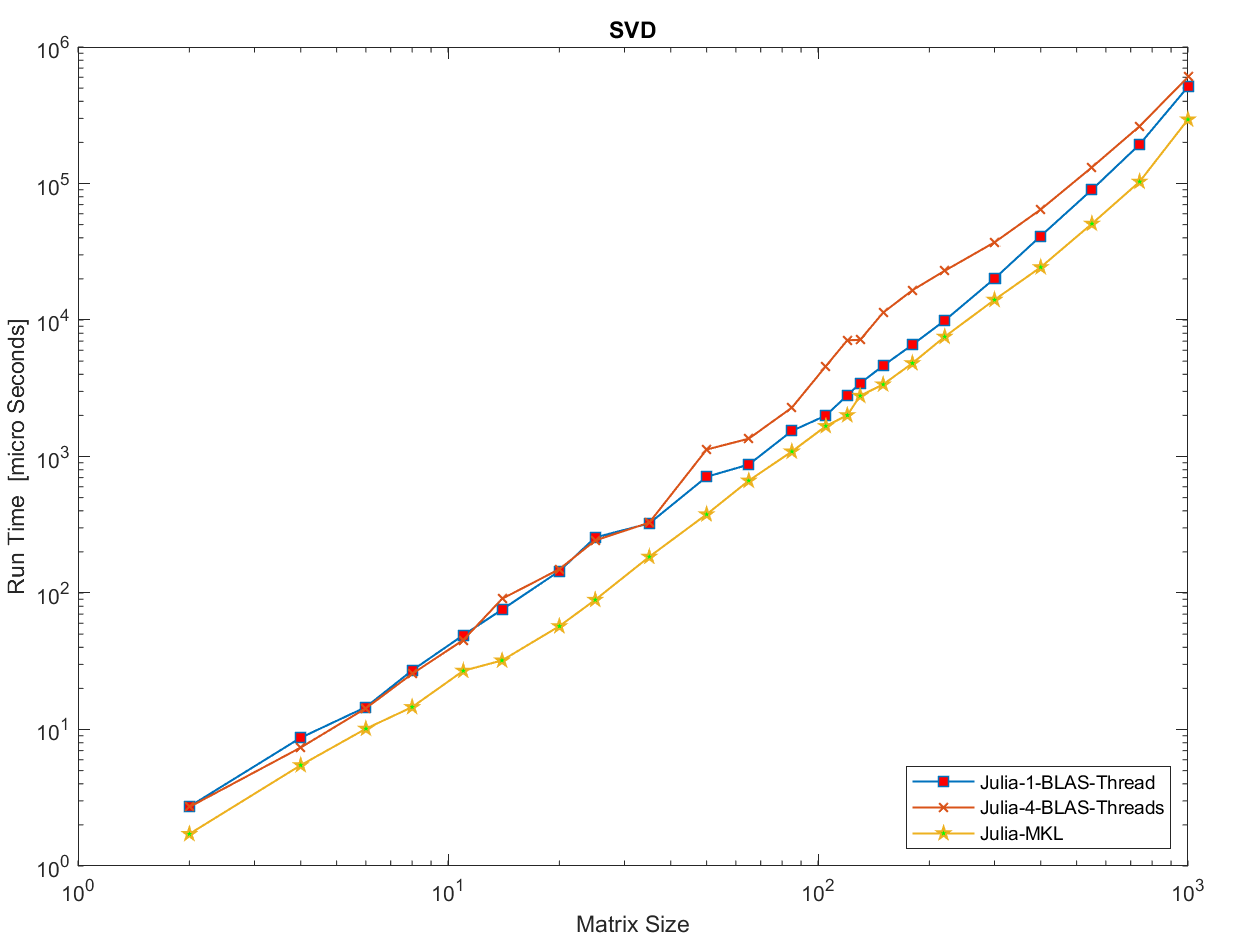 SVD
10^6
10^5
10^4
10^3
10^2
10^1
10^0
Run Time [micro Seconds]
10^0
10^1
10^2
10^3
Matrix Size
Julia-1-BLAS-Thread
Julia-4-BLAS-Threads
Julia-MKL